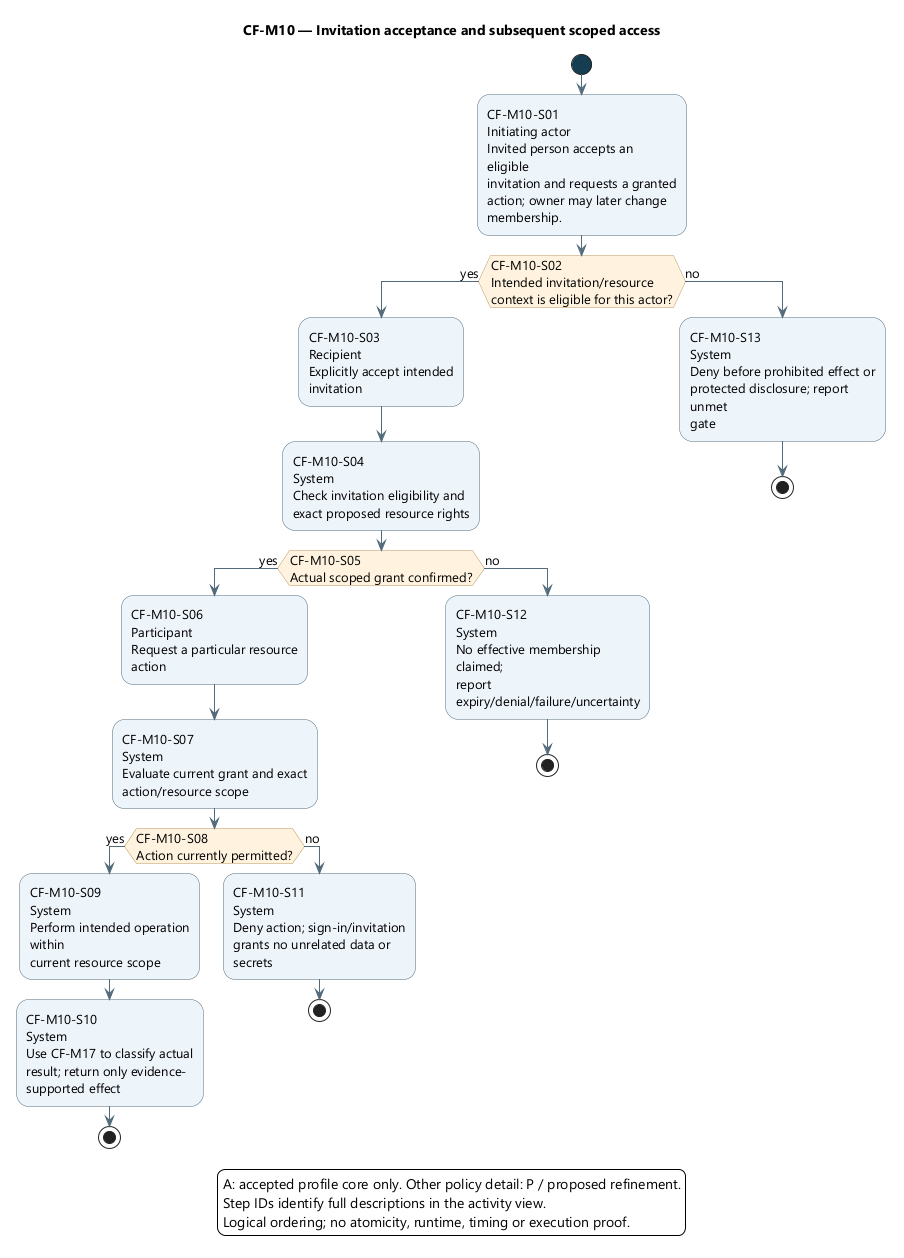 CF-M10 — Invitation acceptance and subsequent scoped access
CF-M10-S01
Initiating actor
Invited person accepts an
eligible
invitation and requests a granted
action; owner may later change
membership.
CF-M10-S02
Intended invitation/resource
context is eligible for this actor?
yes
no
CF-M10-S03
Recipient
Explicitly accept intended
invitation
CF-M10-S13
System
Deny before prohibited effect or
protected disclosure; report
unmet
gate
CF-M10-S04
System
Check invitation eligibility and
exact proposed resource rights
CF-M10-S05
Actual scoped grant confirmed?
yes
no
CF-M10-S06
Participant
Request a particular resource
action
CF-M10-S12
System
No effective membership
claimed;
report
expiry/denial/failure/uncertainty
CF-M10-S07
System
Evaluate current grant and exact
action/resource scope
CF-M10-S08
Action currently permitted?
yes
no
CF-M10-S09
System
Perform intended operation
within
current resource scope
CF-M10-S11
System
Deny action; sign-in/invitation
grants no unrelated data or
secrets
CF-M10-S10
System
Use CF-M17 to classify actual
result; return only evidence-
supported effect
A: accepted profile core only. Other policy detail: P / proposed refinement.
Step IDs identify full descriptions in the activity view.
Logical ordering; no atomicity, runtime, timing or execution proof.